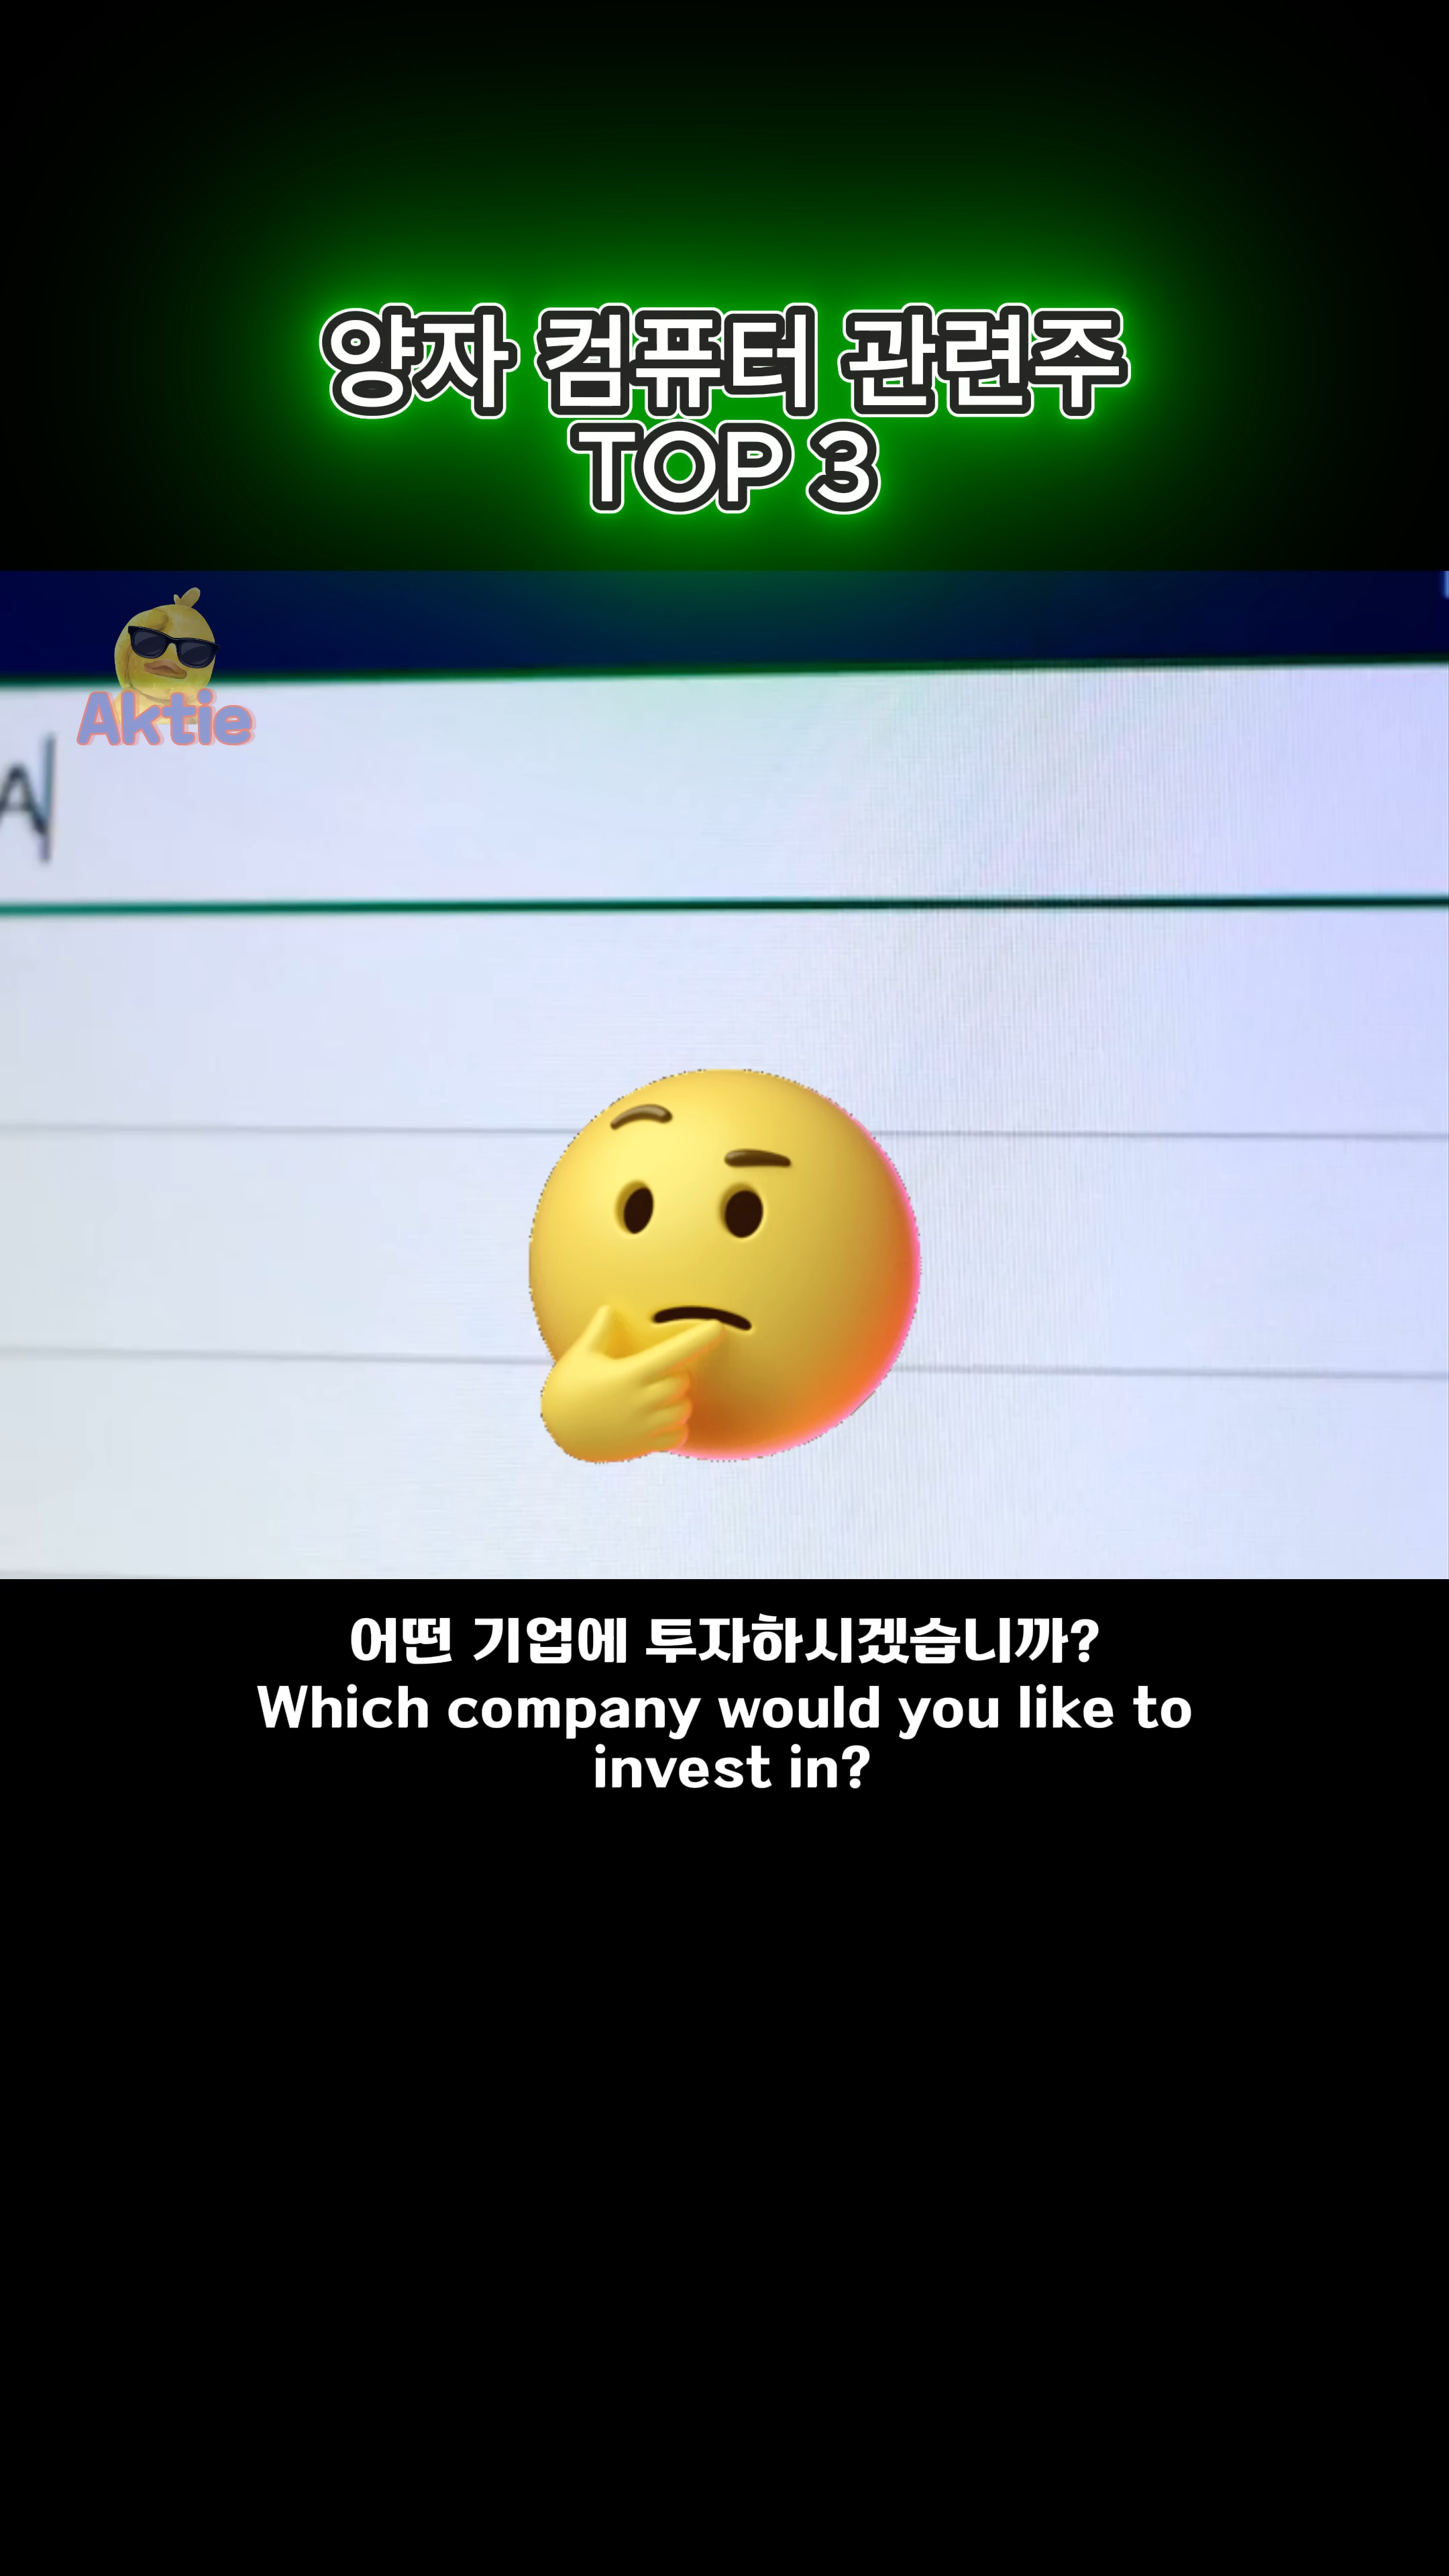 양자 컴퓨터 관련주
TOP 3
Aktie
A
어떤 기업에 투자하시겠습니까?
Which company would you like to
invest in?